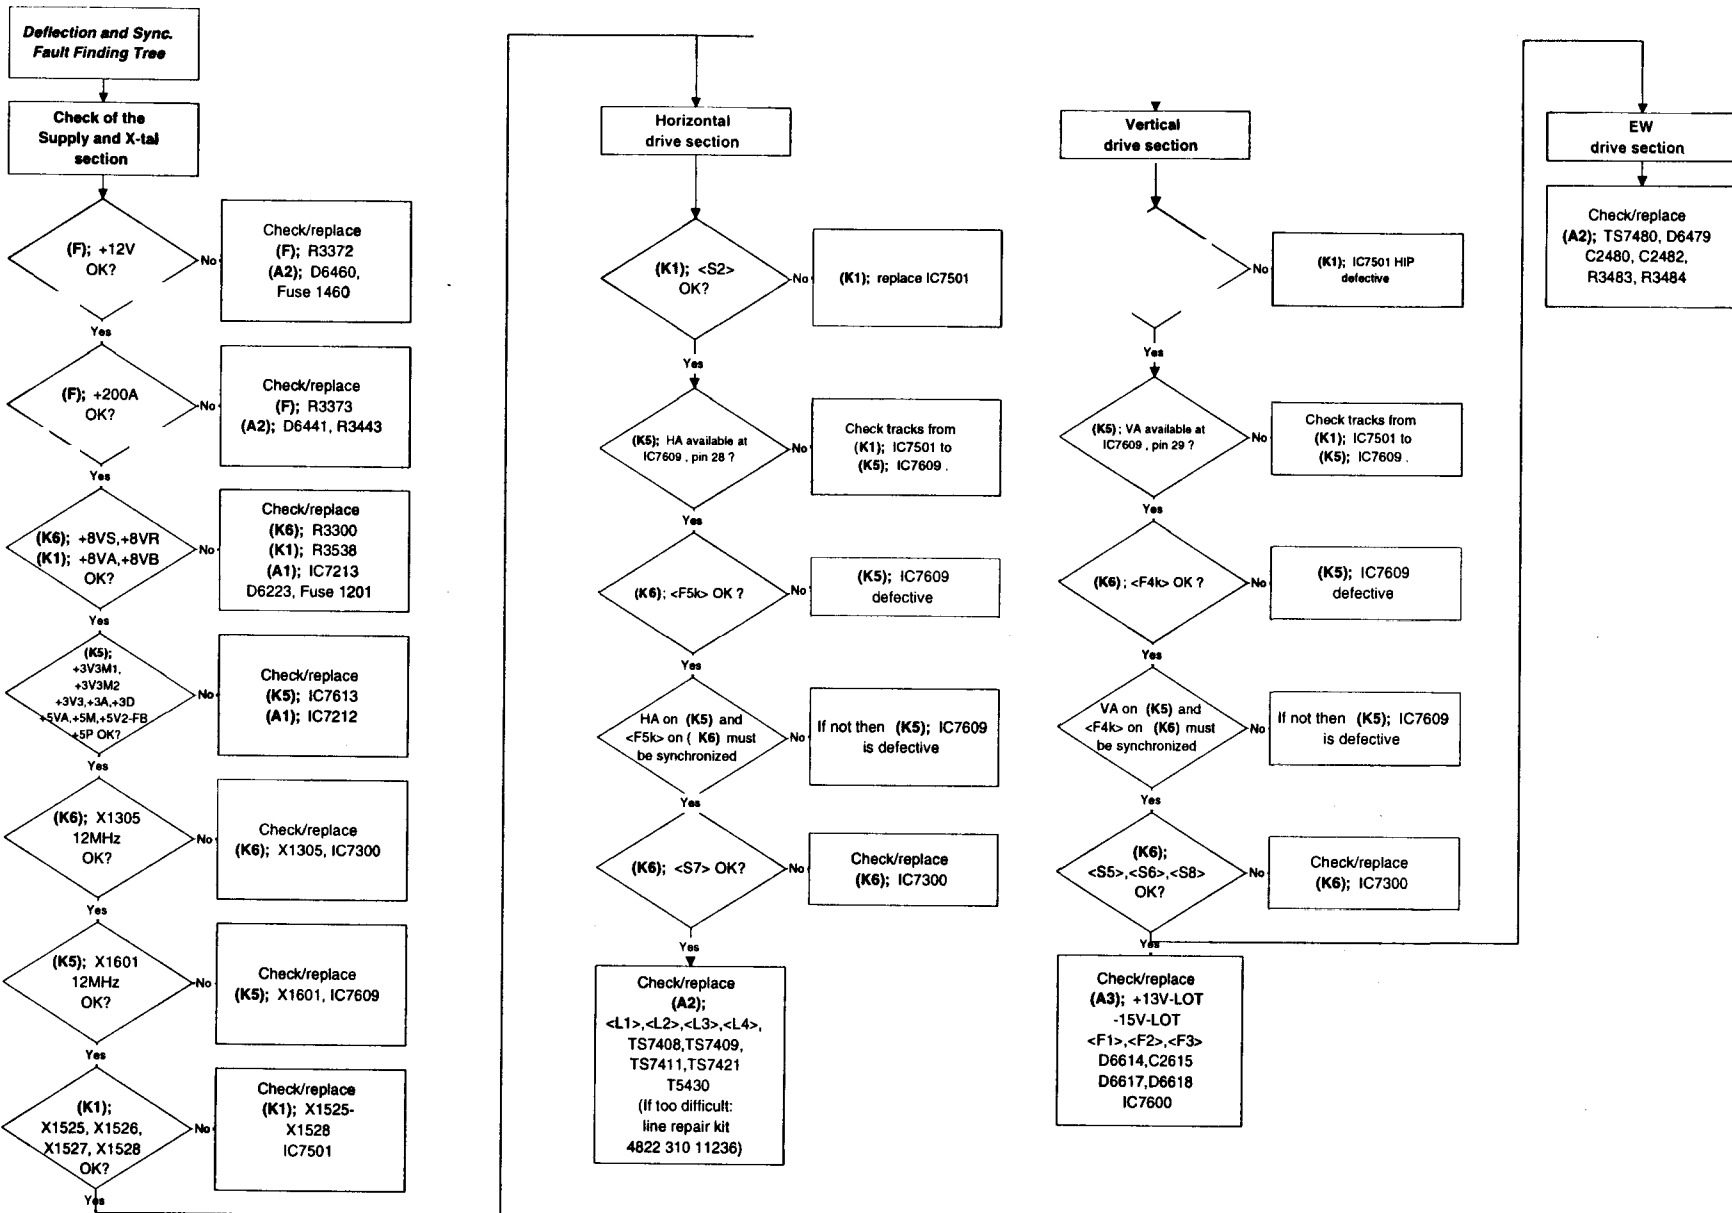 Deflection and Sync.
Fault Finding Tree
Check of the
Supply and X-tal
section
(F); +12V
OK?
No
Check/replace
(F); R3372
(A2); D6460,
Fuse 1460
Yes
(F); +200A
OK?
No
Check/replace
(F); R3373
(A2); D6441, R3443
Yes
(K6); +8VS,+8VR
(K1); +8VA,+8VB
OK?
No
Check/replace
(K6); R3300
(K1); R3538
(A1); IC7213
D6223, Fuse 1201
Yes
(K5);
+3V3M1,
+3V3M2
+3V3,+3A,+3D
+5VA,+5M,+5V2-FB
+5P OK?
No
Check/replace
(K5); IC7613
(A1); IC7212
Yes
(K6); X1305
12MHz
OK?
No
Check/replace
(K6); X1305, IC7300
Yes
(K5); X1601
12MHz
OK?
No
Check/replace
(K5); X1601, IC7609
Yes
(K1);
X1525, X1526,
X1527, X1528
OK?
No
Check/replace
(K1); X1525-
X1528
IC7501
Yes
Horizontal
drive section
(K1); <S2>
OK?
No
(K1); replace IC7501
Yes
(K5); HA available at
IC7609 , pin 28 ?
No
Check tracks from
(K1); IC7501 to
(K5); IC7609 .
Yes
(K6); <F5k> OK ?
No
(K5); IC7609
defective
Yes
HA on (K5) and
<F5k> on ( K6) must
be synchronized
No
If not then (K5); IC7609
is defective
Yes
(K6); <S7> OK?
No
Check/replace
(K6); IC7300
Yes
Check/replace
(A2);
<L1>,<L2>,<L3>,<L4>,
TS7408,TS7409,
TS7411,TS7421
T5430
(If too difficult:
line repair kit
4822 310 11236)
Vertical
drive section
No
(K1); IC7501 HIP
defective
Yes
(K5); VA available at
IC7609 , pin 29 ?
No
Check tracks from
(K1); IC7501 to
(K5); IC7609 .
Yes
(K6) ; <F4k> OK ?
No
(K5); IC7609
defective
Yes
VA on (K5) and
<F4k> on (K6) must
be synchronized
No
If not then (K5); IC7609
is defective
Yes
(K6);
<S5>,<S6>,<S8>
OK?
No
Check/replace
(K6); IC7300
Yes
Check/replace
(A3); +13V-LOT
-15V-LOT
<F1>,<F2>,<F3>
D6614,C2615
D6617,D6618
IC7600
EW
drive section
Check/replace
(A2); TS7480, D6479
C2480, C2482,
R3483, R3484